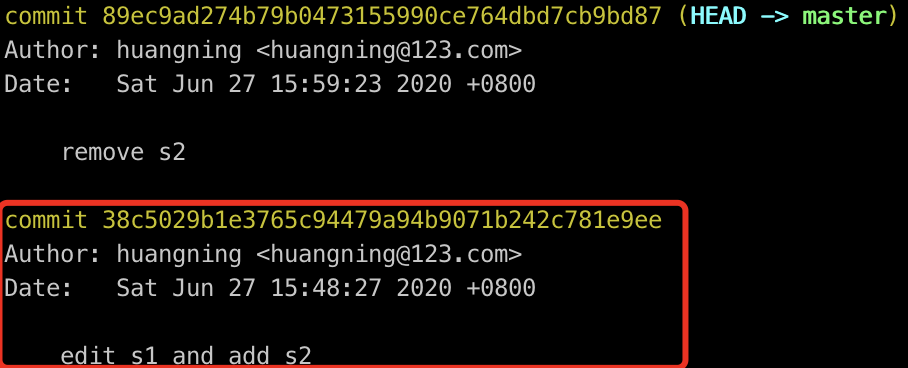 commit 89ec9ad274b79b0473155990ce764dbd7cb9bd87 (HEAD -> master)
Author: huangning <huangning@123.com>
Date:   Sat Jun 27 15:59:23 2020 +0800
remove s2
commit 38c5029b1e3765c94479a94b9071b242c781e9ee
Author: huangning <huangning@123.com>
Date:   Sat Jun 27 15:48:27 2020 +0800
edit s1 and add s2